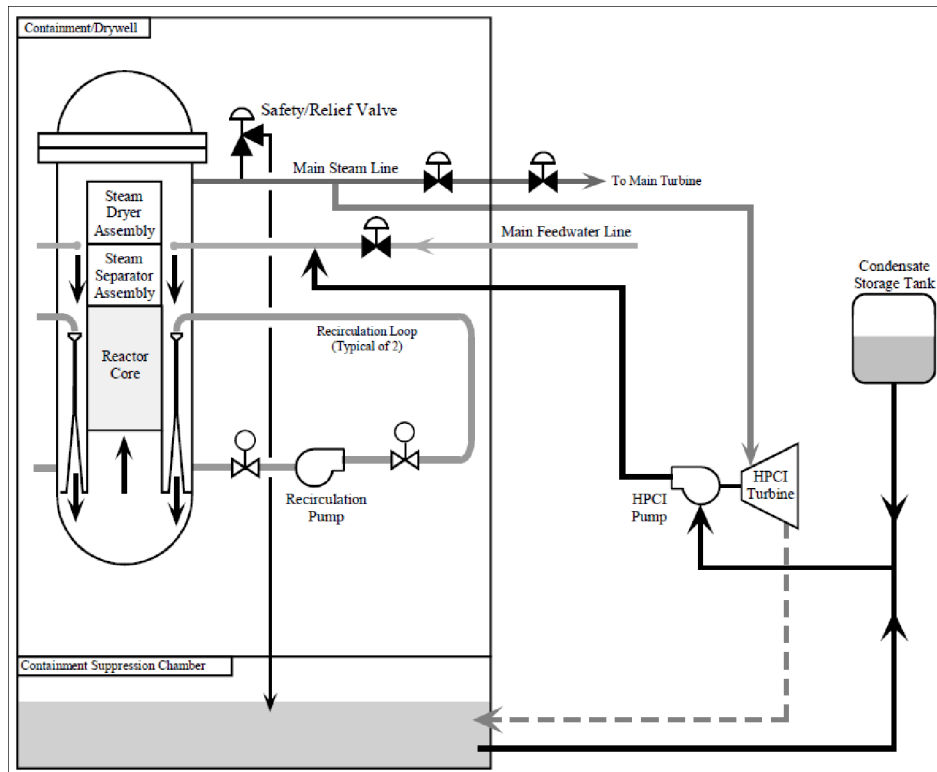 Containment/Drywell
Safety/Relief Valve
Main Steam Line
To Main Turbine
Steam
Dryer
Assembly
Main Feedwater Line
Steam
Separator
Assembly
Condensate
Storage Tank
Recirculation Loop
(Typical of 2)
Reactor
Core
HPCI
Turbine
HPCI
Pump
Recirculation
Pump
Containment Suppression Chamber